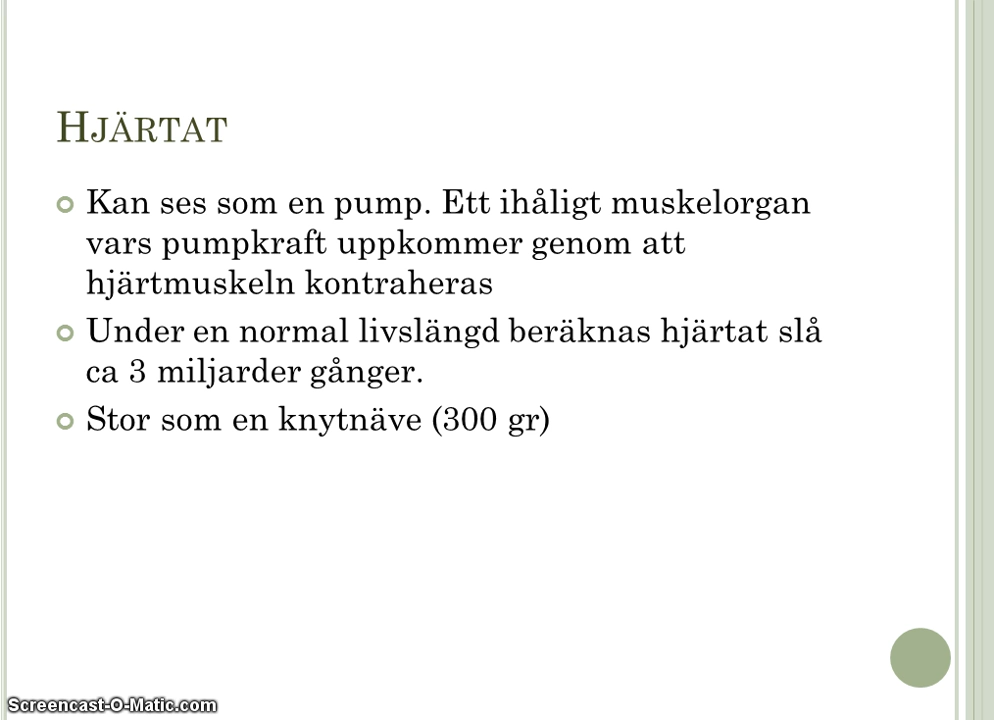 HJÄRTAT
Kan ses som en pump. Ett ihåligt muskelorgan
vars pumpkraft uppkommer genom att
hjärtmuskeln kontraheras
Under en normal livslängd beräknas hjärtat slå
ca 3 miljarder gånger.
Stor som en knytnäve (300 gr)
Screencast-O-Matic.com